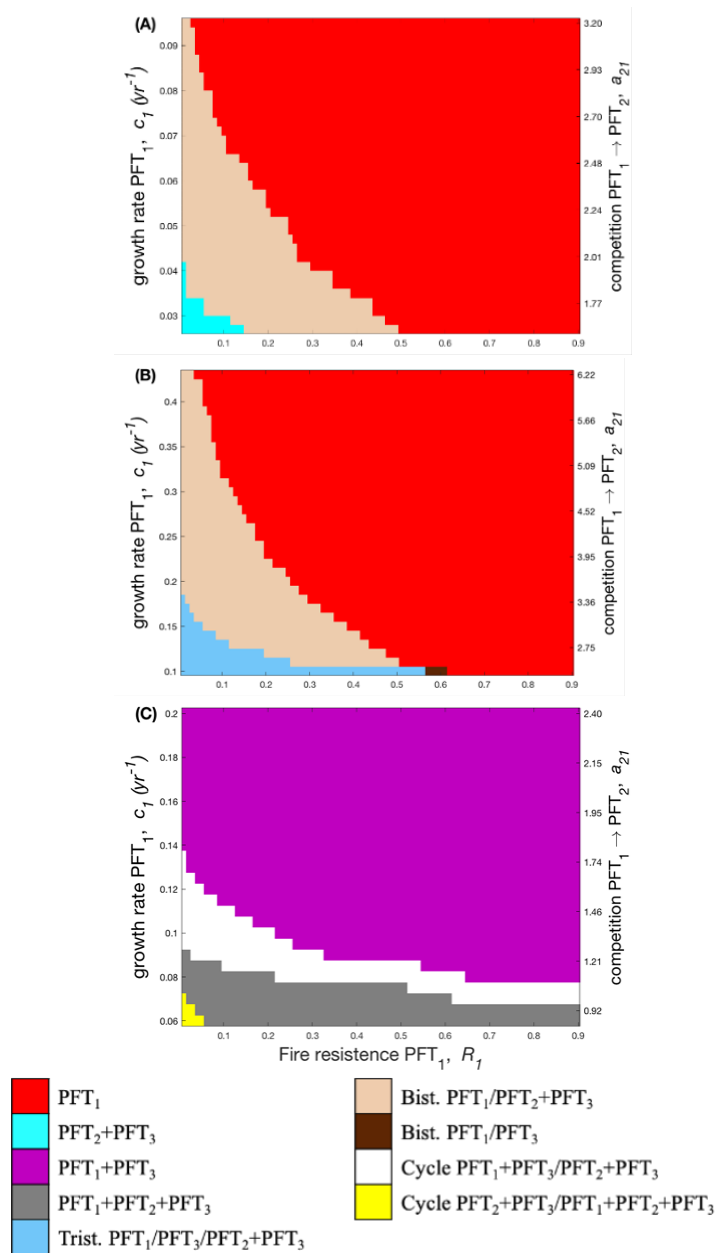 (A)
growth rate PFT1, c1 (yr-1)
0.09
0.08
0.07
0.06
0.05
0.04
0.03
0.1 0.2 0.3 0.4 0.5 0.6 0.7 0.8 0.9
3.20
2.93
2.70
2.48
2.24
2.01
1.77
competition PFT1 → PFT2, a21
(B)
growth rate PFT1, c1 (yr-1)
0.4
0.35
0.3
0.25
0.2
0.15
0.1
0.1 0.2 0.3 0.4 0.5 0.6 0.7 0.8 0.9
6.22
5.66
5.09
4.52
3.95
3.36
2.75
competition PFT1 → PFT2, a21
(C)
growth rate PFT1, c1 (yr-1)
0.2
0.18
0.16
0.14
0.12
0.1
0.08
0.06
0.1 0.2 0.3 0.4 0.5 0.6 0.7 0.8 0.9
2.40
2.15
1.95
1.74
1.46
1.21
0.92
competition PFT1 → PFT2, a21
Fire resistence PFT1, R1
PFT1
PFT2+PFT3
PFT1+PFT3
PFT1+PFT2+PFT3
Trist. PFT1/PFT3/PFT2+PFT3
Bist. PFT1/PFT2+PFT3
Bist. PFT1/PFT3
Cycle PFT1+PFT3/PFT2+PFT3
Cycle PFT2+PFT3/PFT1+PFT2+PFT3